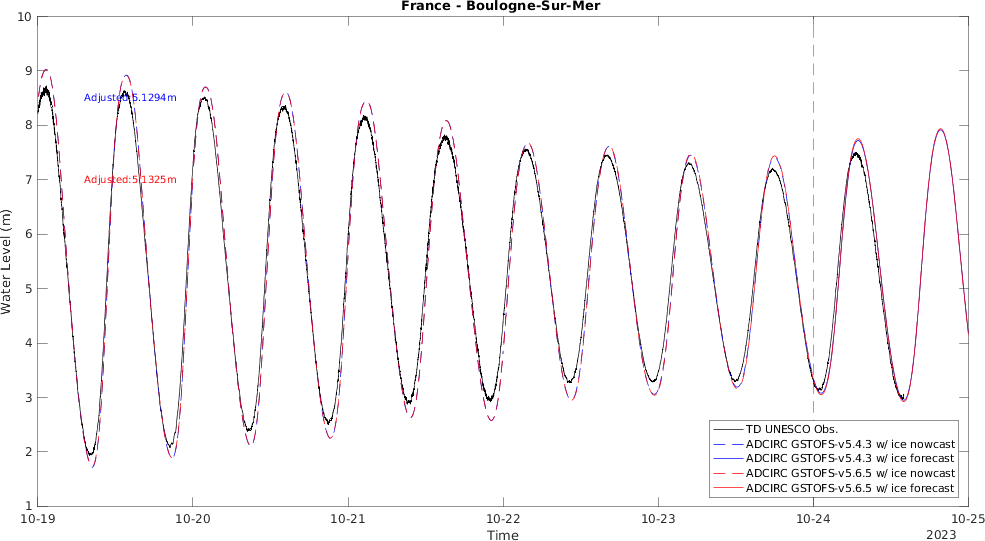 France - Boulogne-Sur-Mer
10
9
8
7
6
5
4
3
2
1
Water Level (m)
Adjusted:5.1294m
Adjusted:5.1325m
TD UNESCO Obs.
ADCIRC GSTOFS-v5.4.3 w/ ice nowcast
ADCIRC GSTOFS-v5.4.3 w/ ice forecast
ADCIRC GSTOFS-v5.6.5 w/ ice nowcast
ADCIRC GSTOFS-v5.6.5 w/ ice forecast
10-19 10-20 10-21 10-22 10-23 10-24 10-25
Time
2023